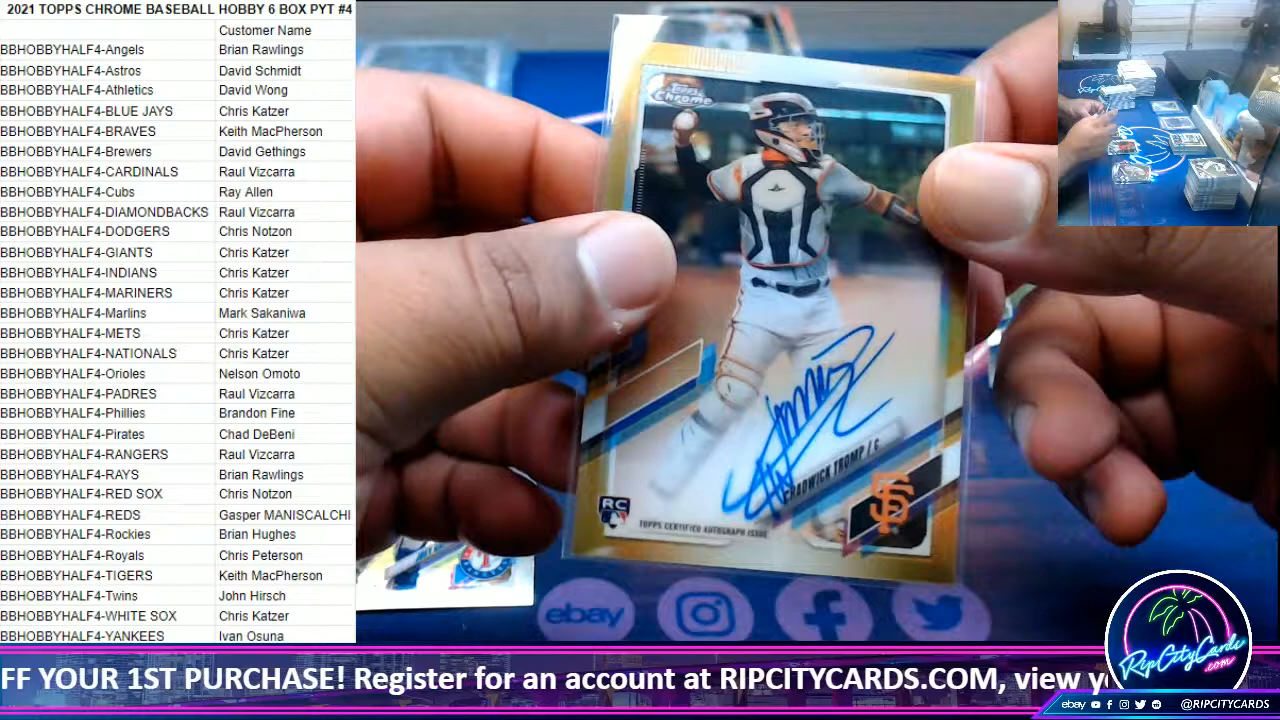 2021 TOPPS CHROME BASEBALL HOBBY 6 BOX PYT #4
Customer Name
BBHOBBYHALF4-Angels Brian Rawlings
BBHOBBYHALF4-Astros David Schmidt
BBHOBBYHALF4-Athletics David Wong
BBHOBBYHALF4-BLUE JAYS Chris Katzer
BBHOBBYHALF4-BRAVES Keith MacPherson
BBHOBBYHALF4-Brewers David Gethings
BBHOBBYHALF4-CARDINALS Raul Vizcarra
BBHOBBYHALF4-Cubs Ray Allen
BBHOBBYHALF4-DIAMONDBACKS Raul Vizcarra
BBHOBBYHALF4-DODGERS Chris Notzon
BBHOBBYHALF4-GIANTS Chris Katzer
BBHOBBYHALF4-INDIANS Chris Katzer
BBHOBBYHALF4-MARINERS Chris Katzer
BBHOBBYHALF4-Marlins Mark Sakaniwa
BBHOBBYHALF4-METS Chris Katzer
BBHOBBYHALF4-NATIONALS Chris Katzer
BBHOBBYHALF4-Orioles Nelson Omoto
BBHOBBYHALF4-PADRES Raul Vizcarra
BBHOBBYHALF4-Phillies Brandon Fine
BBHOBBYHALF4-Pirates Chad DeBeni
BBHOBBYHALF4-RANGERS Raul Vizcarra
BBHOBBYHALF4-RAYS Brian Rawlings
BBHOBBYHALF4-RED SOX Chris Notzon
BBHOBBYHALF4-REDS Gasper MANISCALCHI
BBHOBBYHALF4-Rockies Brian Hughes
BBHOBBYHALF4-Royals Chris Peterson
BBHOBBYHALF4-TIGERS Keith MacPherson
BBHOBBYHALF4-Twins John Hirsch
BBHOBBYHALF4-WHITE SOX Chris Katzer
BBHOBBYHALF4-YANKEES Ivan Osuna
Topps
Chrome
CHADWICK TROMP / C
SF
RC
TOPPS CERTIFIED AUTOGRAPH ISSUE
ebay
RipCityCards
.com
FF YOUR 1ST PURCHASE! Register for an account at RIPCITYCARDS.COM, view
ebay @RIPCITYCARDS